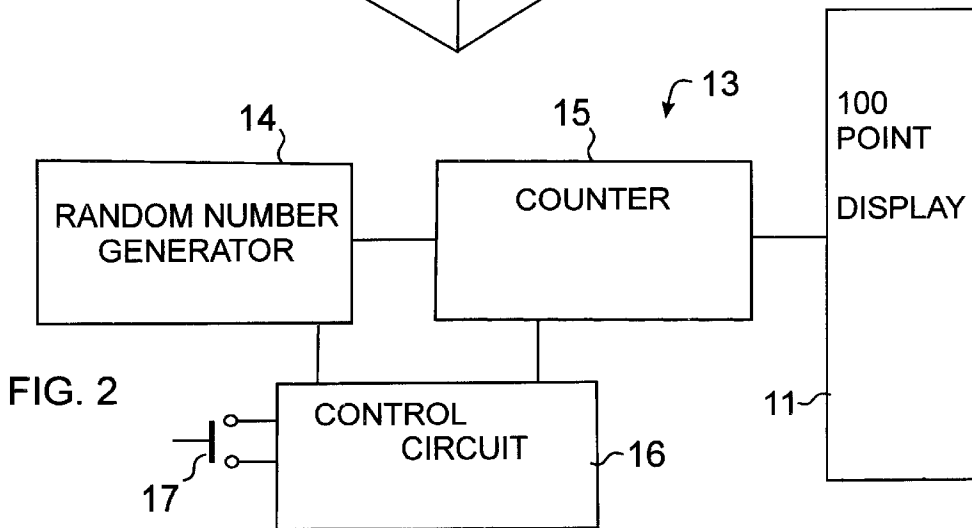 13
14
15
100
POINT
DISPLAY
RANDOM NUMBER
GENERATOR
COUNTER
FIG. 2
CONTROL
CIRCUIT
11
16
17